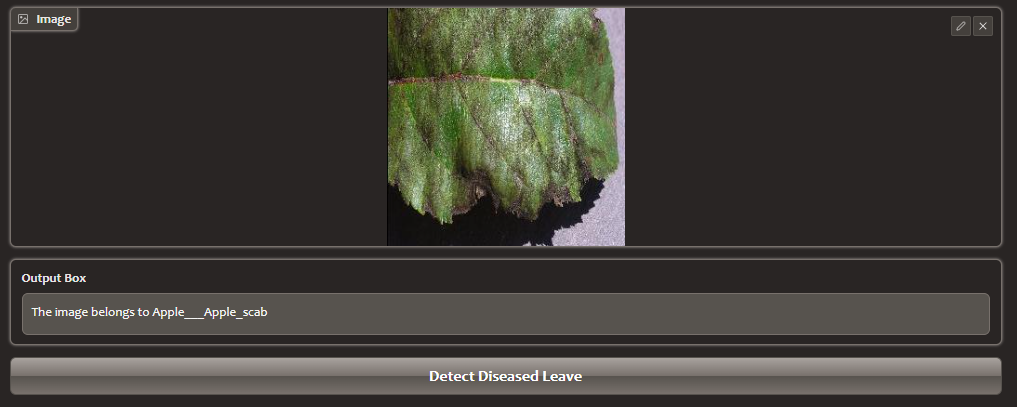 Image
Output Box
The image belongs to Apple___Apple_scab
Detect Diseased Leave